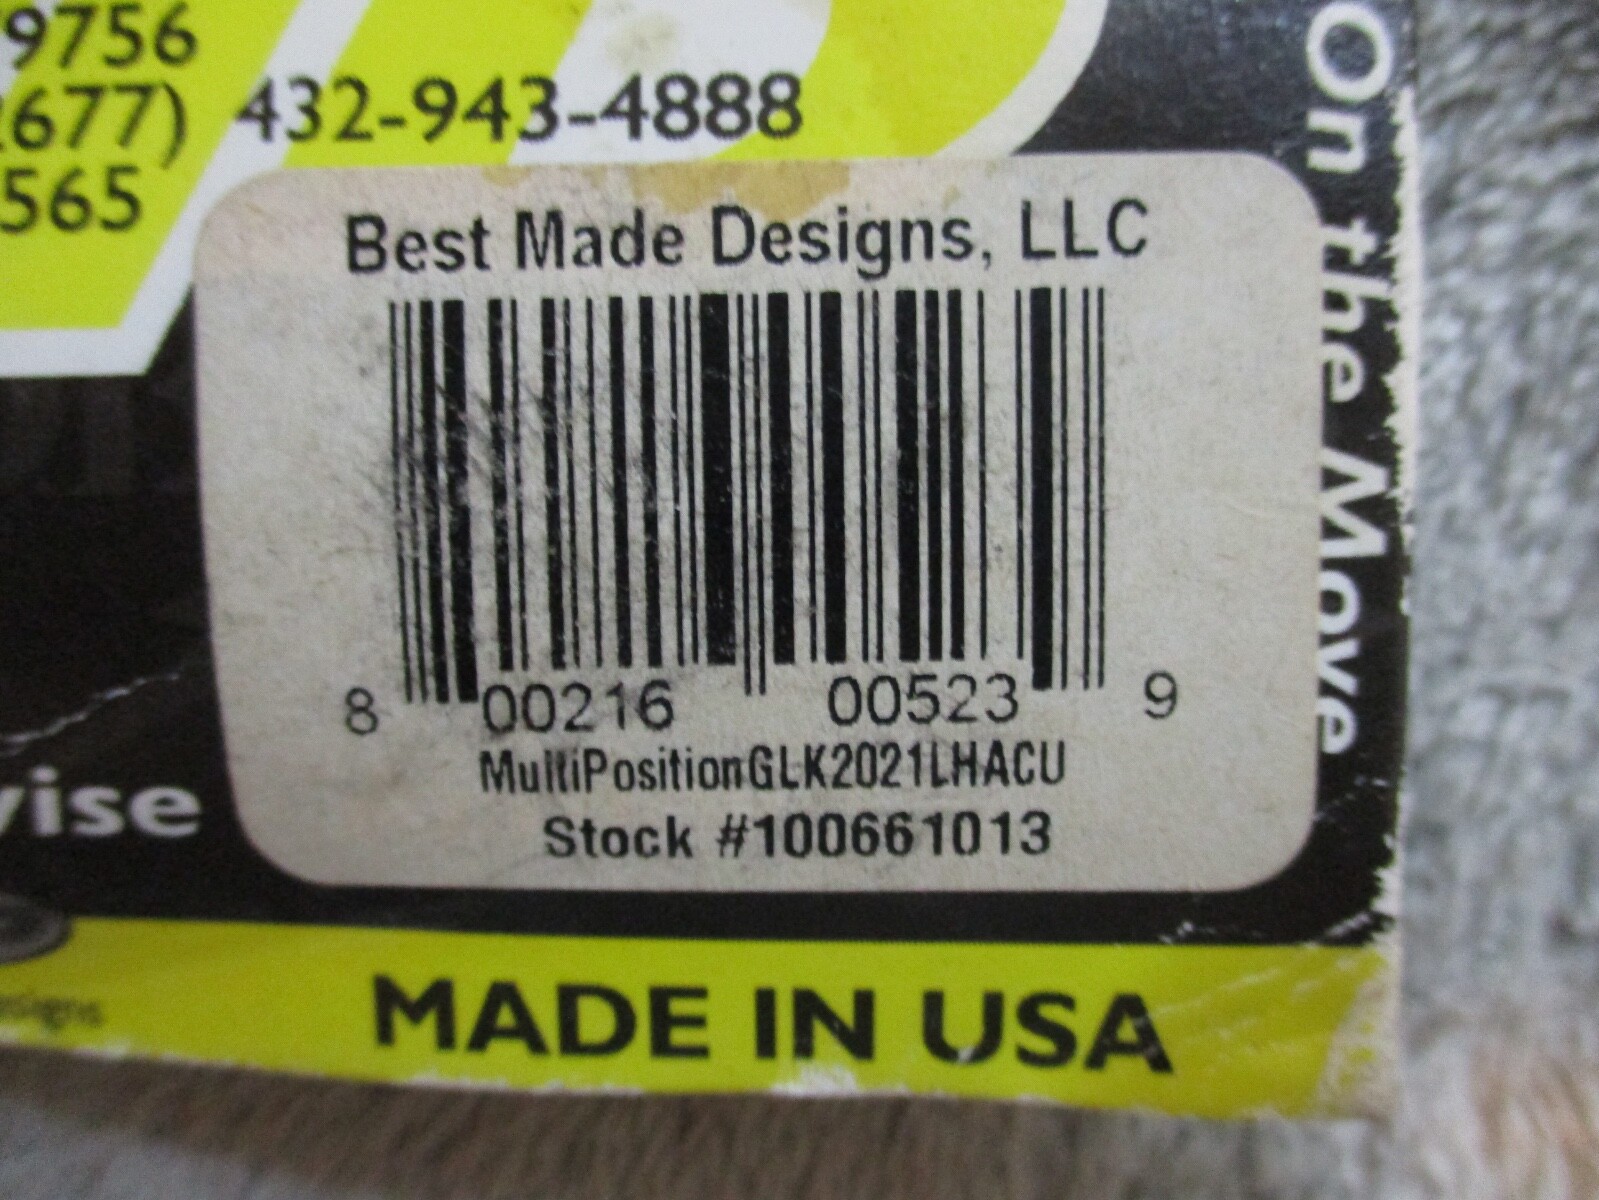 9756
677) 432-943-4888
565
Best Made Designs, LLC
8 00216 00523 9
MultiPositionGLK2021LHACU
Stock #100661013
On the Move
MADE IN USA